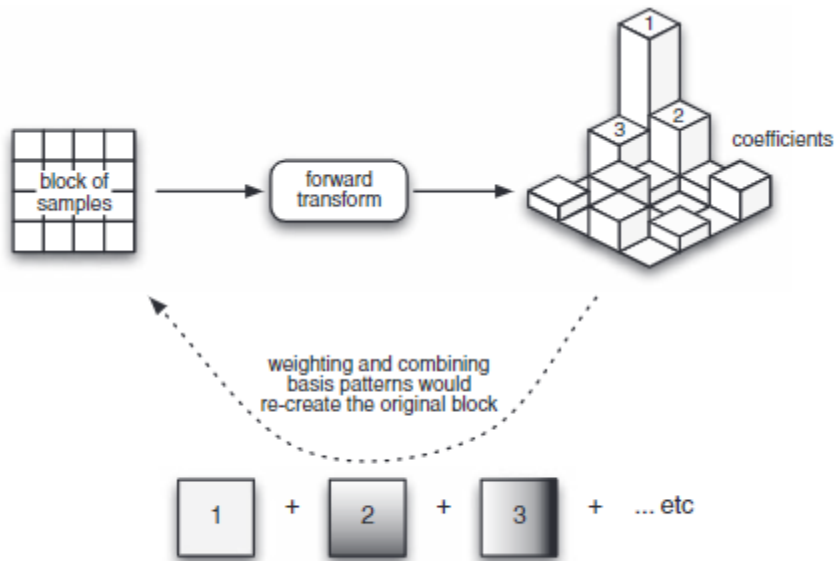 1
3
2
coefficients
block of
samples
forward
transform
weighting and combining
basis patterns would
re-create the original block
1 + 2 + 3 + ... etc